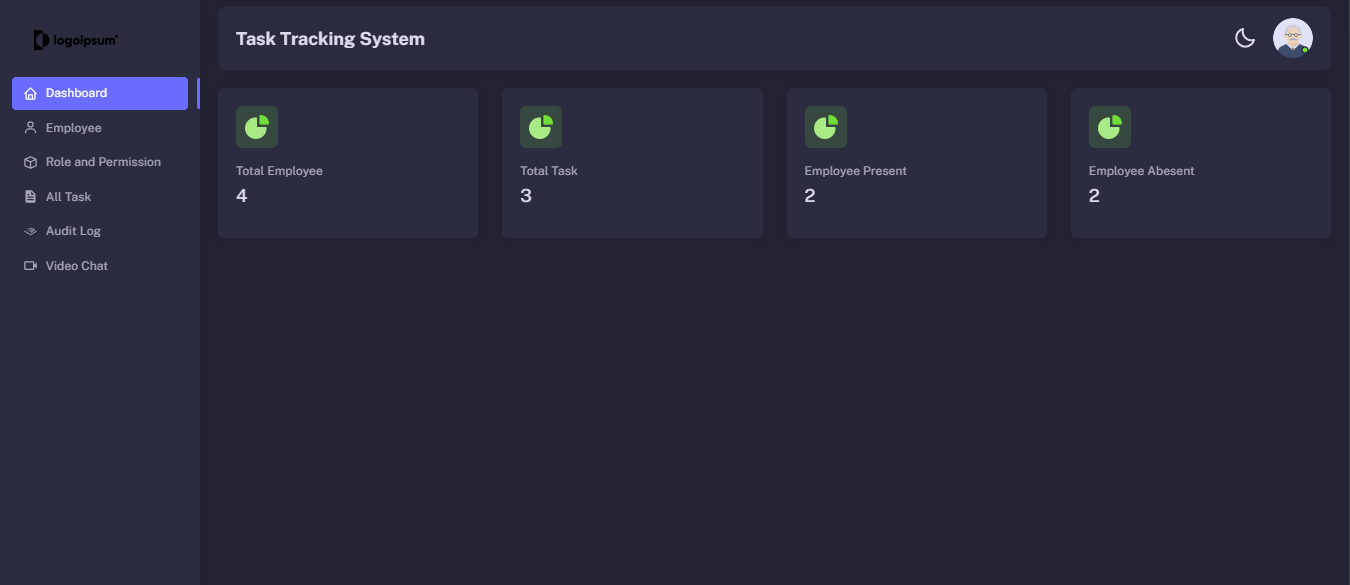 logoipsum
Task Tracking System
Dashboard
Employee
Role and Permission
All Task
Audit Log
Video Chat
Total Employee
4
Total Task
3
Employee Present
2
Employee Abesent
2